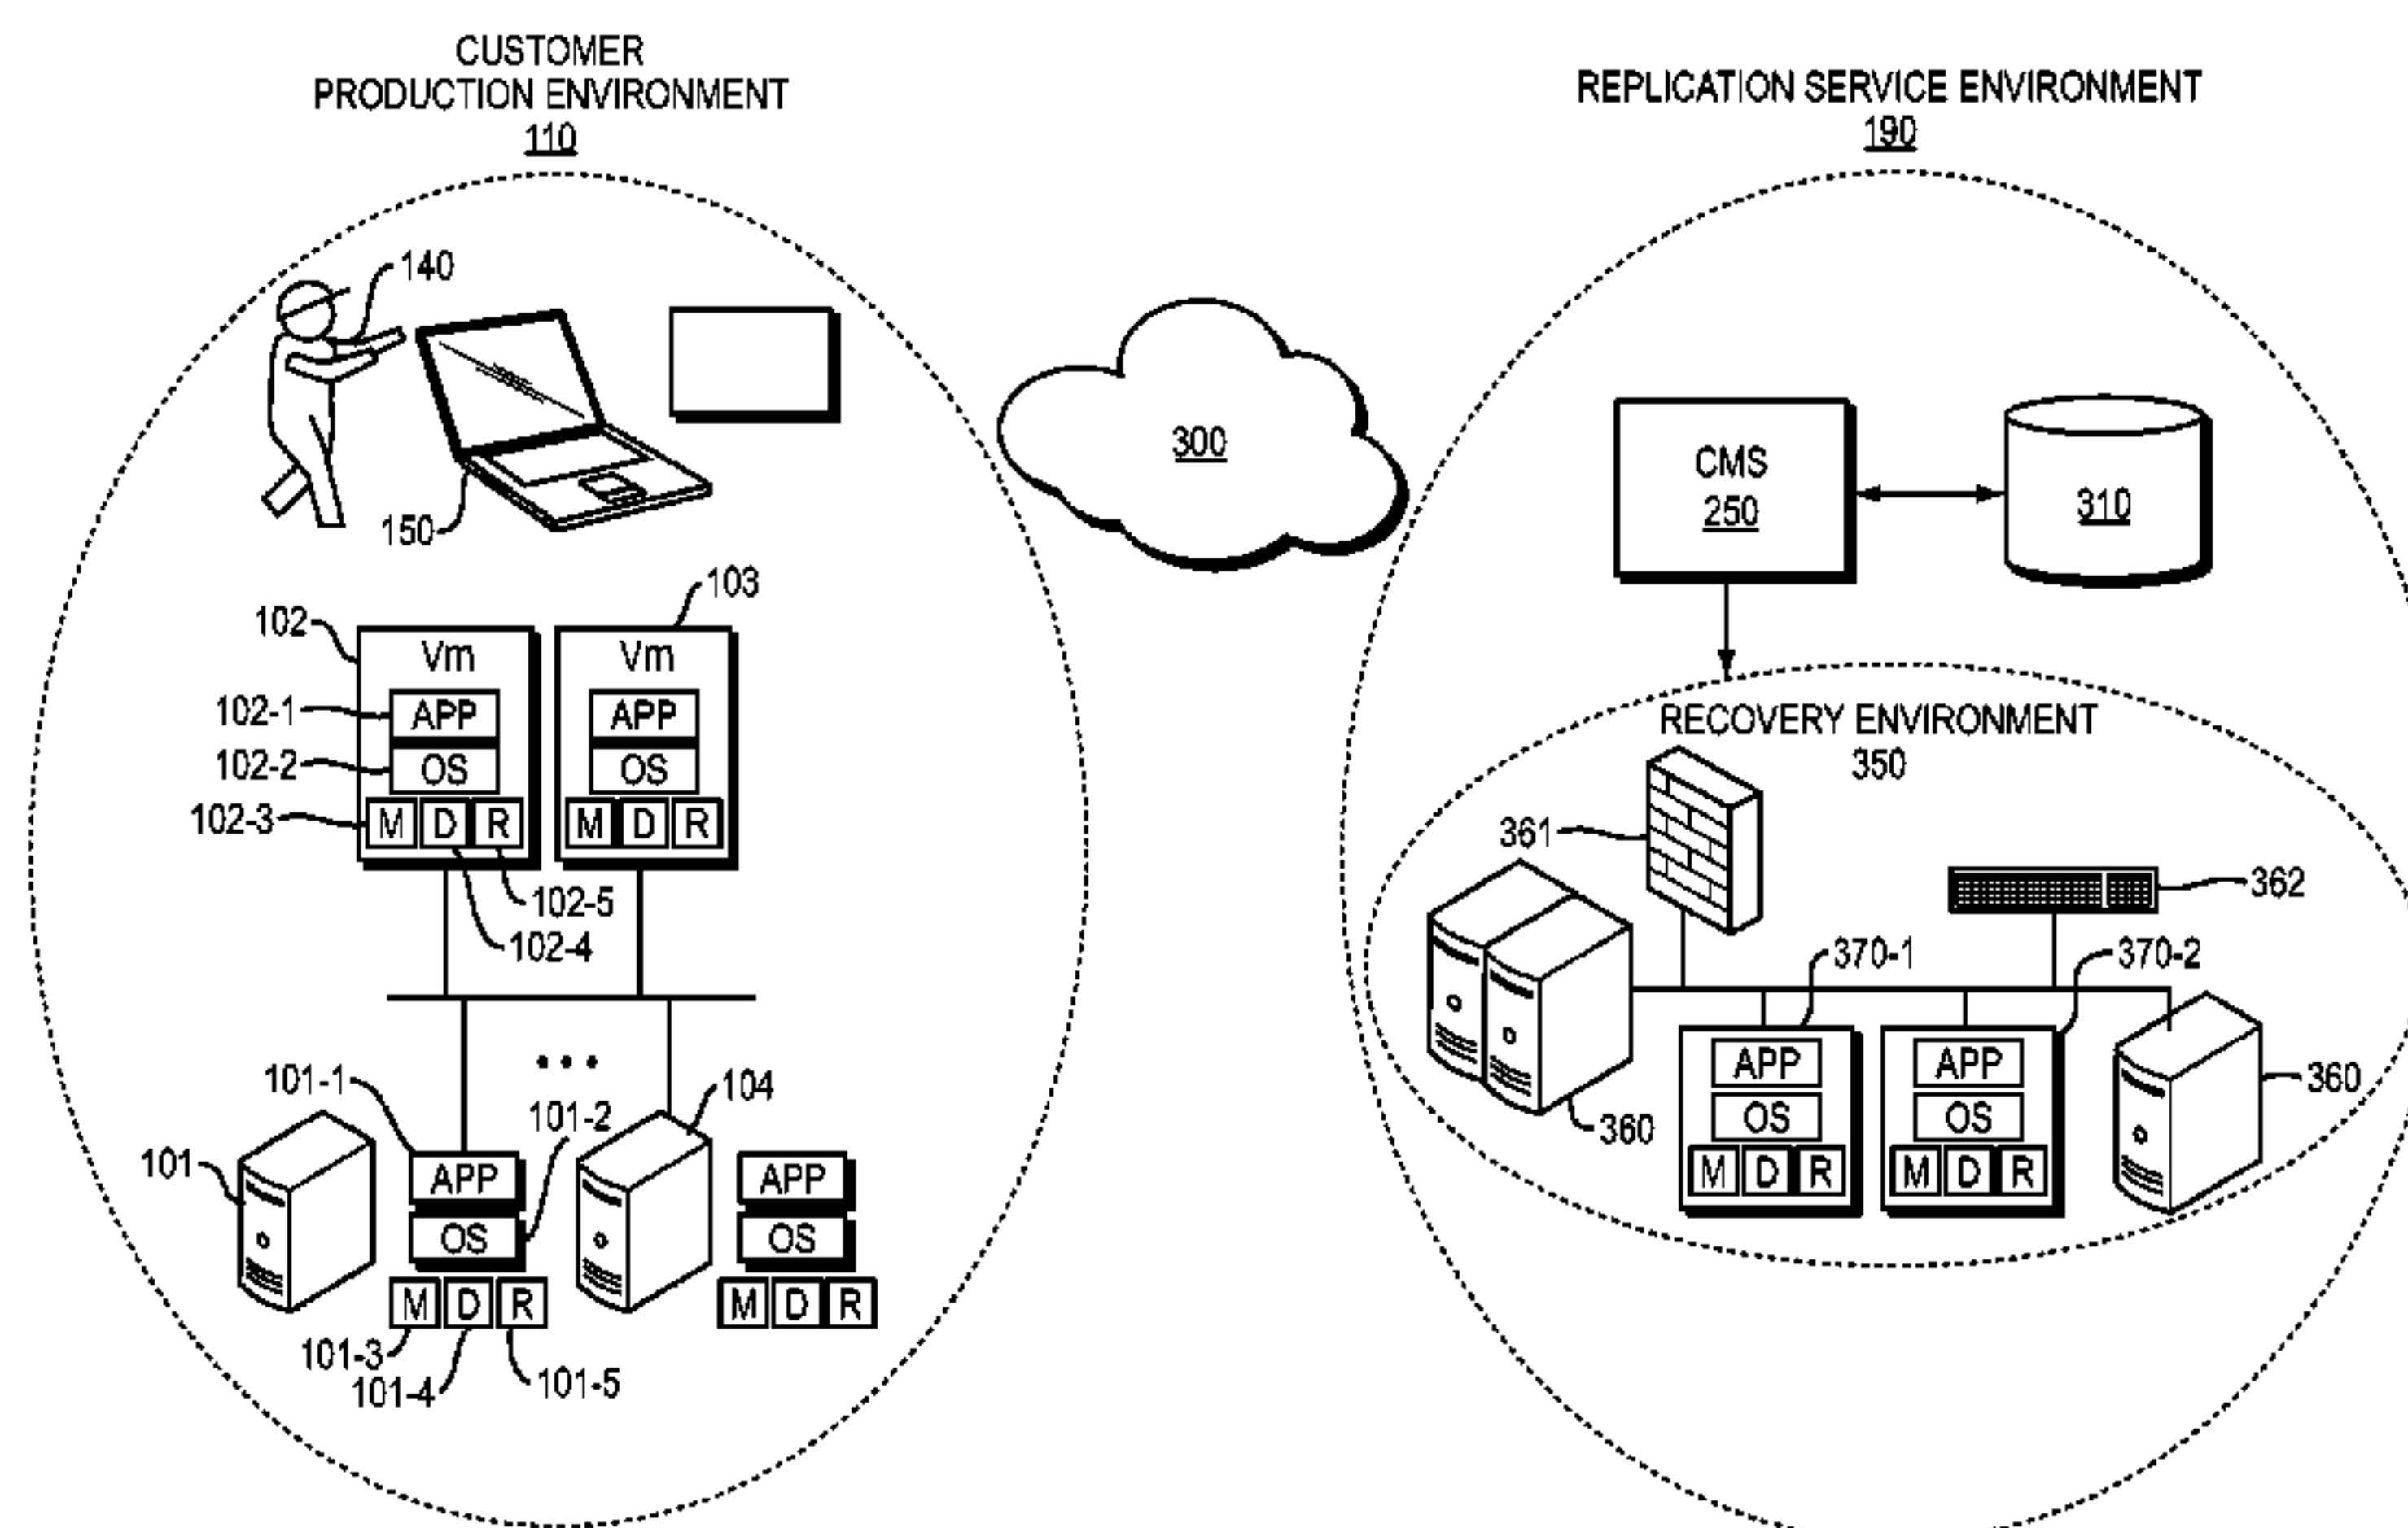 CUSTOMER
PRODUCTION ENVIRONMENT
110
140
150
103
102
Vm
Vm
102-1
APP
APP
102-2
OS
OS
102-3
M D R
M D R
102-5
102-4
101-1
104
101-2
101
APP
APP
OS
OS
M D R
M D R
101-3
101-4
101-5
300
REPLICATION SERVICE ENVIRONMENT
190
CMS
250
310
RECOVERY ENVIRONMENT
350
361
362
370-1
370-2
APP
APP
360
360
OS
OS
M D R
M D R